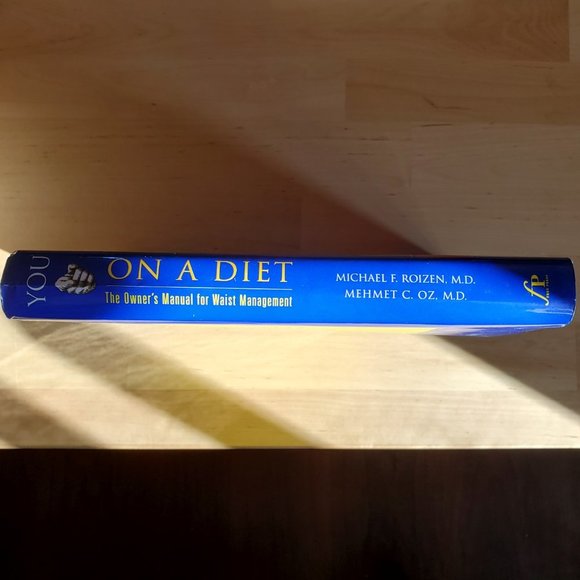 YOU
ON A DIET
The Owner's Manual for Waist Management
MICHAEL F. ROIZEN, M.D.
MEHMET C. OZ, M.D.
fP